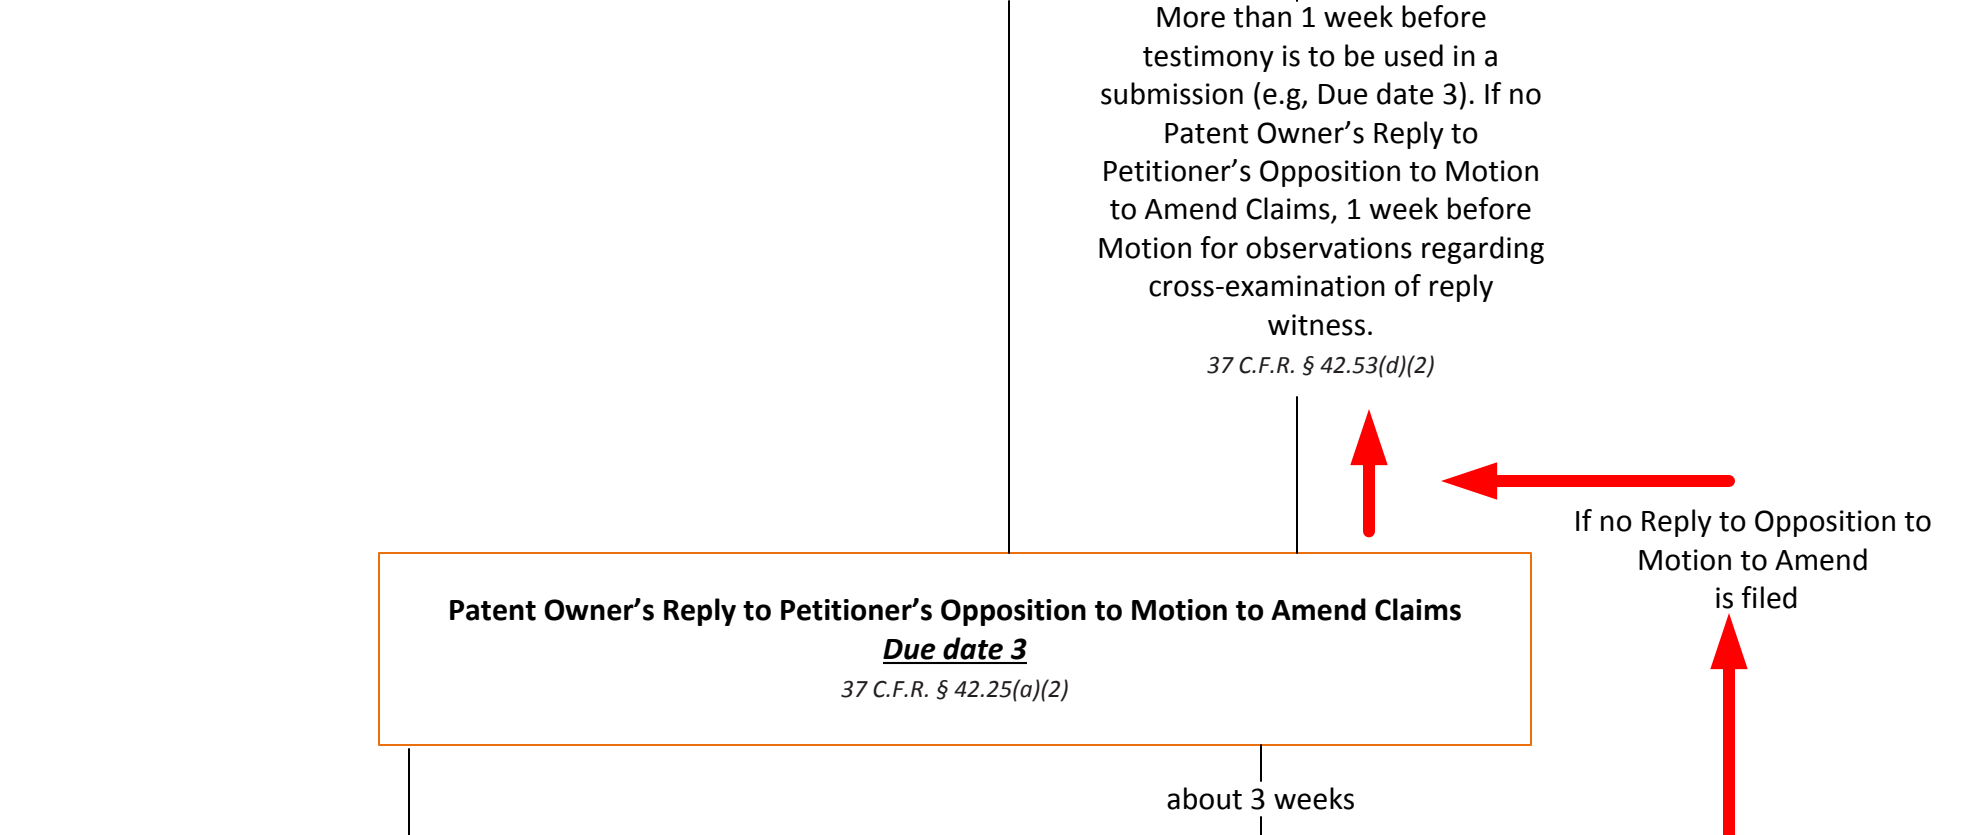 More than 1 week before
testimony is to be used in a
submission (e.g, Due date 3). If no
Patent Owner’s Reply to
Petitioner’s Opposition to Motion
to Amend Claims, 1 week before
Motion for observations regarding
cross-examination of reply
witness.
37 C.F.R. § 42.53(d)(2)
If no Reply to Opposition to
Motion to Amend
is filed
Patent Owner’s Reply to Petitioner’s Opposition to Motion to Amend Claims
Due date 3
37 C.F.R. § 42.25(a)(2)
about 3 weeks